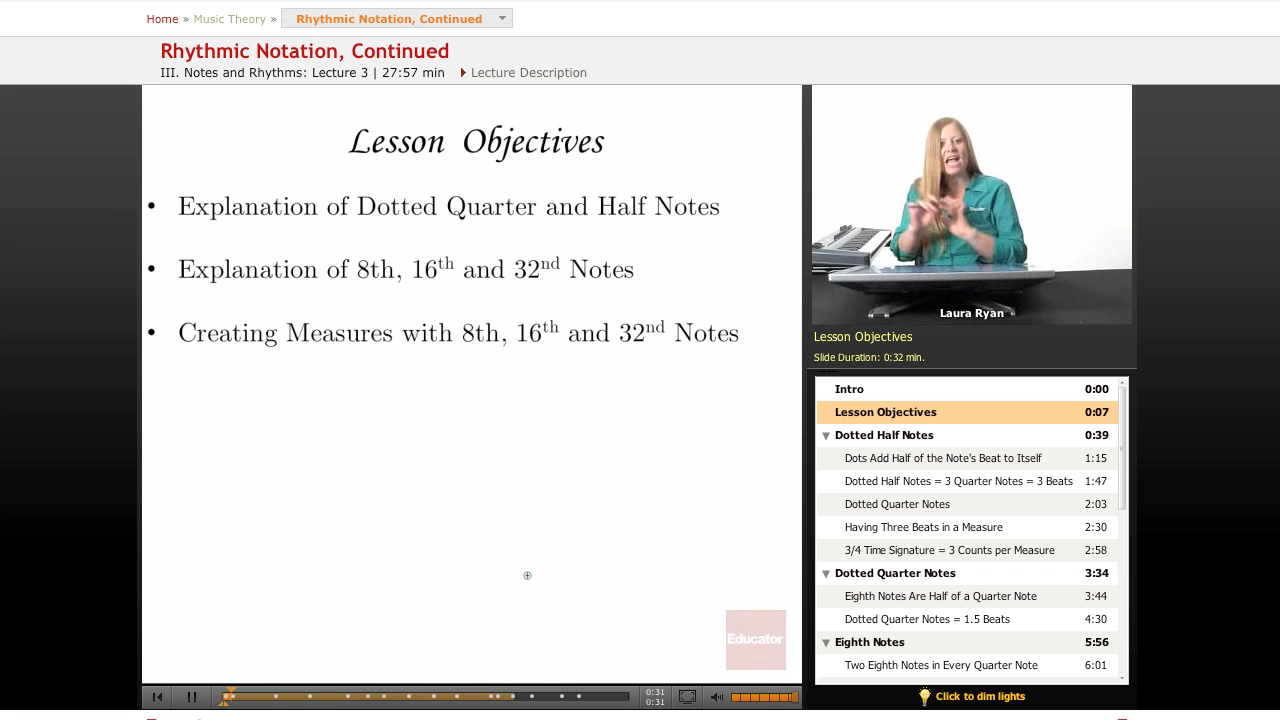 Home » Music Theory » Rhythmic Notation, Continued
Rhythmic Notation, Continued
III. Notes and Rhythms: Lecture 3 | 27:57 min Lecture Description
Lesson Objectives
• Explanation of Dotted Quarter and Half Notes
• Explanation of 8th, 16th and 32nd Notes
• Creating Measures with 8th, 16th and 32nd Notes
Educator
0:31
0:31
Laura Ryan
Lesson Objectives
Slide Duration: 0:32 min.
Intro 0:00
Lesson Objectives 0:07
Dotted Half Notes 0:39
Dots Add Half of the Note's Beat to Itself 1:15
Dotted Half Notes = 3 Quarter Notes = 3 Beats 1:47
Dotted Quarter Notes 2:03
Having Three Beats in a Measure 2:30
3/4 Time Signature = 3 Counts per Measure 2:58
Dotted Quarter Notes 3:34
Eighth Notes Are Half of a Quarter Note 3:44
Dotted Quarter Notes = 1.5 Beats 4:30
Eighth Notes 5:56
Two Eighth Notes in Every Quarter Note 6:01
Click to dim lights